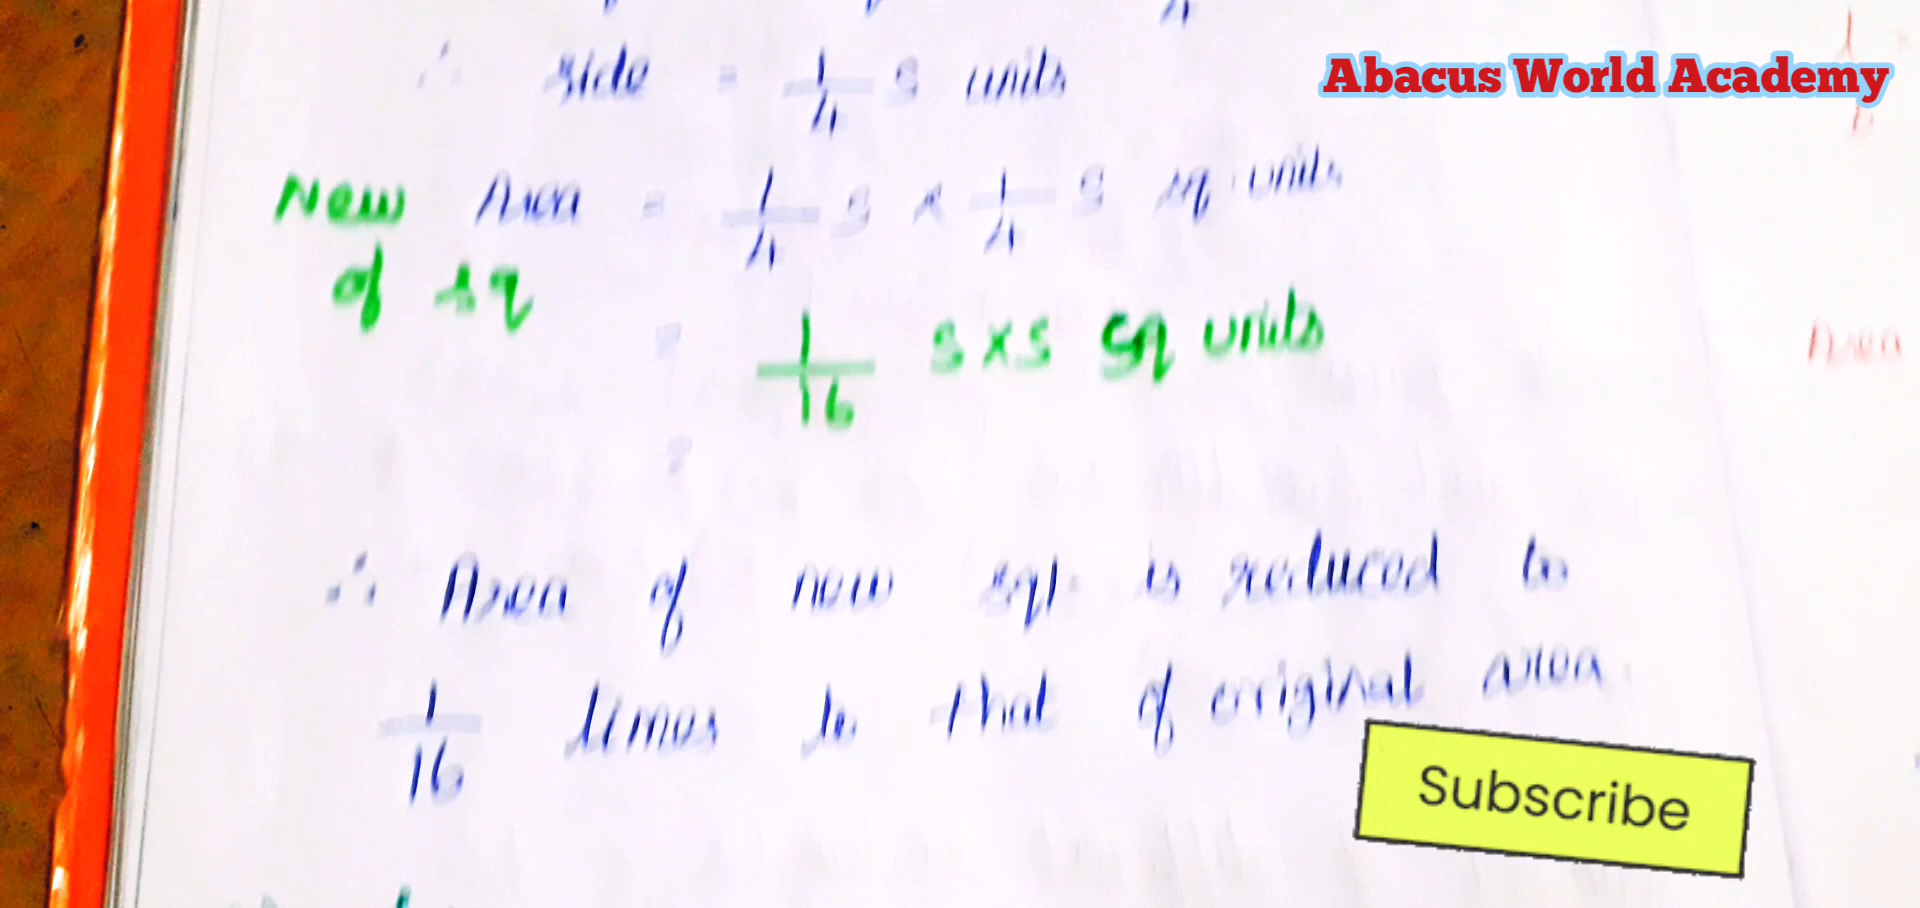 Abacus World Academy
∴ side = 1/4 s units
New Area = 1/4 s × 1/4 s sq. units
of sq
= 1/16 s×s sq units
=
∴ Area of new sq. is reduced to
1/16 times to that of original area.
Area
Subscribe